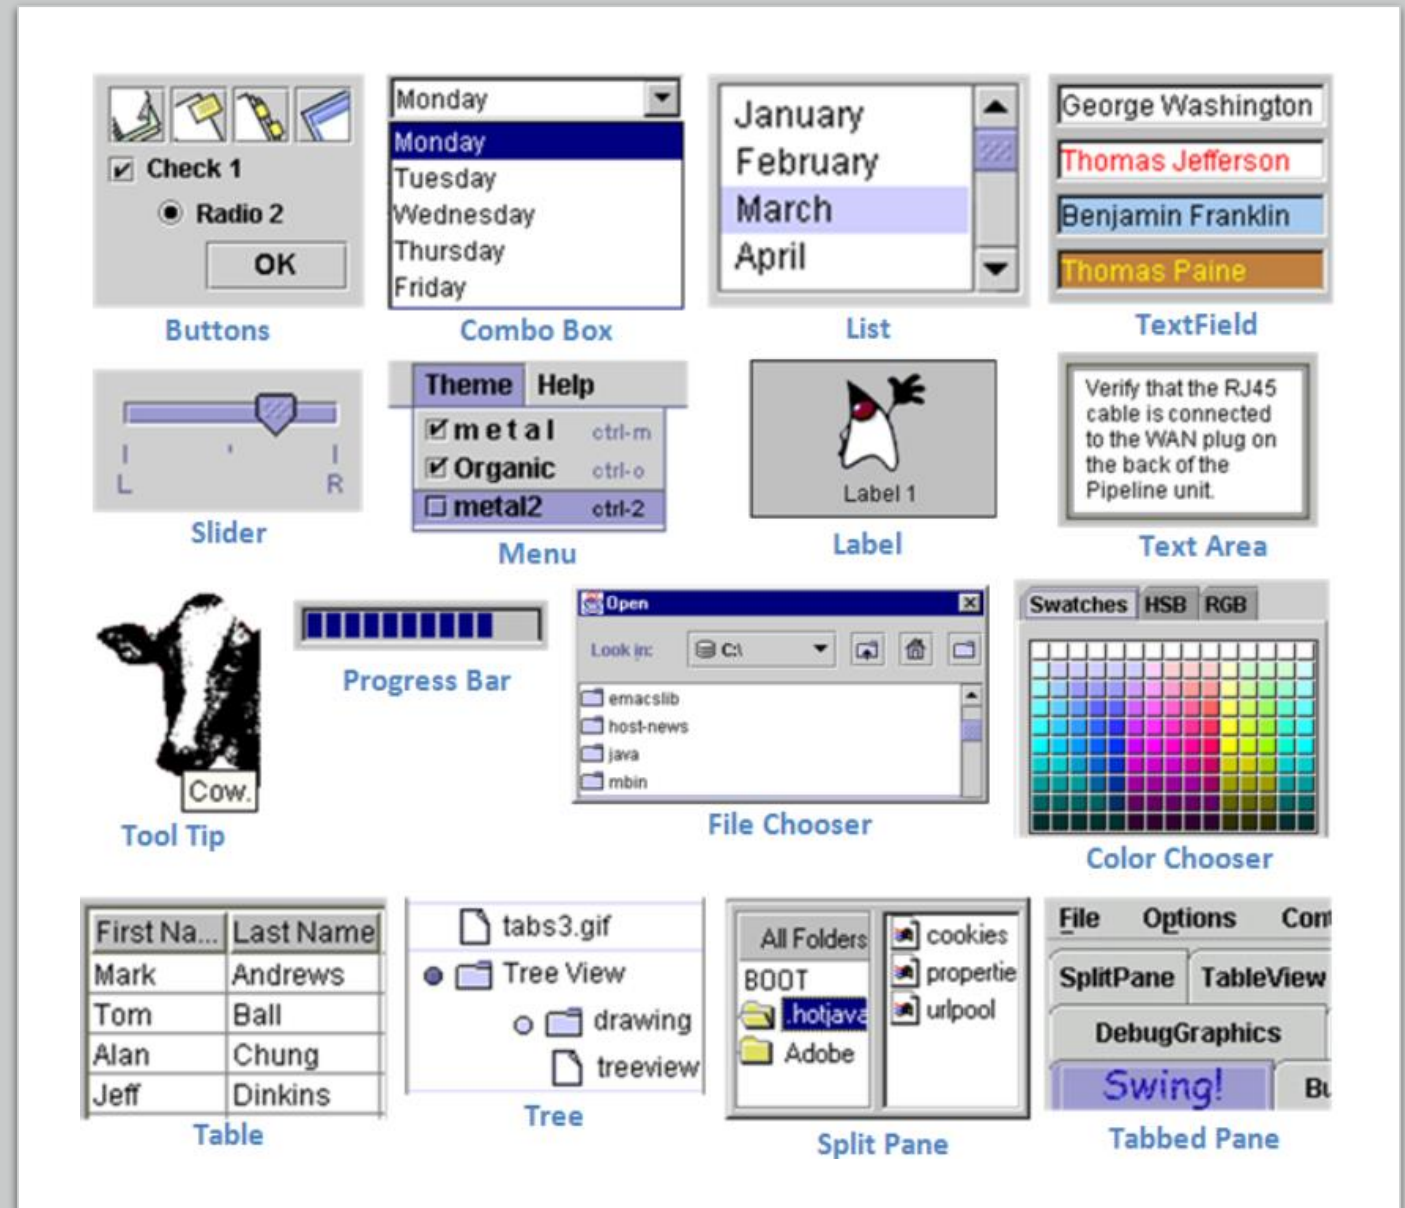 Check 1
Radio 2
OK
Buttons
Monday
Monday
Tuesday
Wednesday
Thursday
Friday
Combo Box
January
February
March
April
List
George Washington
Thomas Jefferson
Benjamin Franklin
Thomas Paine
TextField
L R
Slider
Theme Help
metal ctrl-m
Organic ctrl-o
metal2 ctrl-2
Menu
Label 1
Label
Verify that the RJ45
cable is connected
to the WAN plug on
the back of the
Pipeline unit.
Text Area
Cow.
Tool Tip
Progress Bar
Open
Look in: C:\
emacslib
host-news
java
mbin
File Chooser
Swatches HSB RGB
Color Chooser
First Na... Last Name
Mark Andrews
Tom Ball
Alan Chung
Jeff Dinkins
Table
tabs3.gif
Tree View
drawing
treeview
Tree
All Folders
BOOT
.hotjava
Adobe
cookies
propertie
urlpool
Split Pane
File Options Cont
SplitPane TableView
DebugGraphics
Swing! Bu
Tabbed Pane